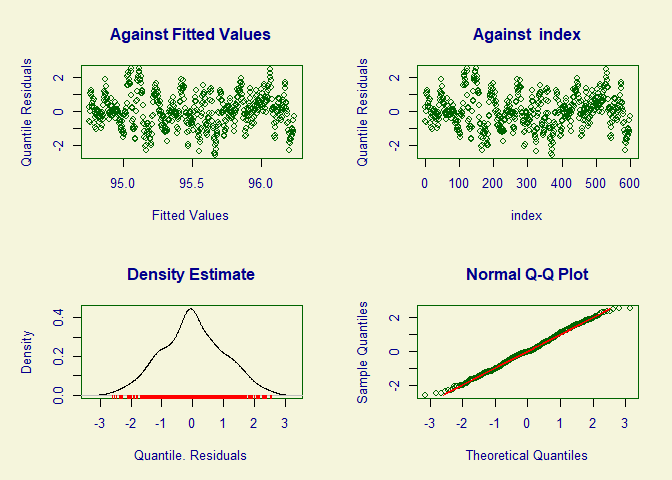 Against Fitted Values
Quantile Residuals
2
0
-2
95.0 95.5 96.0
Fitted Values
Against index
Quantile Residuals
2
0
-2
0 100 200 300 400 500 600
index
Density Estimate
Density
0.4
0.2
0.0
-3 -2 -1 0 1 2 3
Quantile. Residuals
Normal Q-Q Plot
Sample Quantiles
2
0
-2
-3 -2 -1 0 1 2 3
Theoretical Quantiles